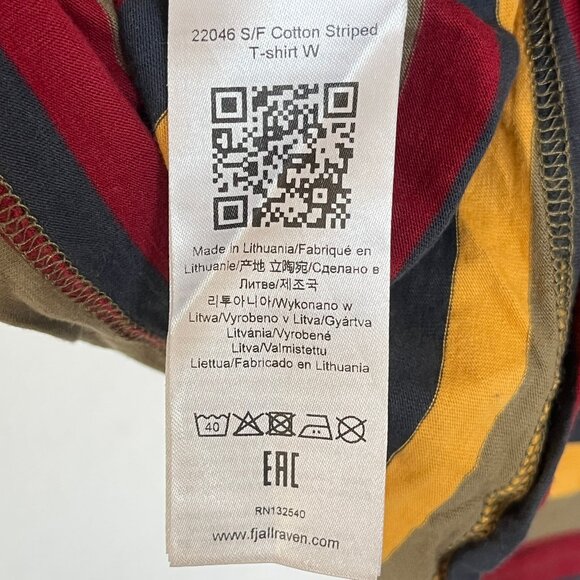 22046 S/F Cotton Striped
T-shirt W
Made in Lithuania/Fabriqué en
Lithuanie/产地 立陶宛/Сделано в
Литве/제조국
리투아니아/Wykonano w
Litwa/Vyrobeno v Litva/Gyártva
Litvánia/Vyrobené
Litva/Valmistettu
Liettua/Fabricado en Lithuania
40
EAC
RN132540
www.fjallraven.com